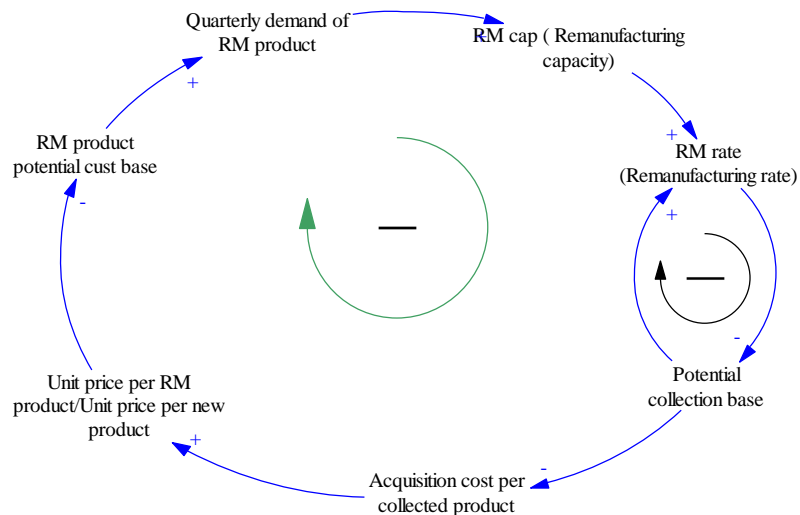 Quarterly demand of
RM product
+
RM cap ( Remanufacturing
capacity)
+
RM product
potential cust base
+
RM rate
(Remanufacturing rate)
-
+
—
—
-
Unit price per RM
product/Unit price per new
product
+
Potential
collection base
-
Acquisition cost per
collected product